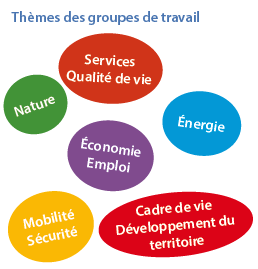 Thèmes des groupes de travail
Services
Qualité de vie
Nature
Énergie
Économie
Emploi
Mobilité
Sécurité
Cadre de vie
Développement du
territoire